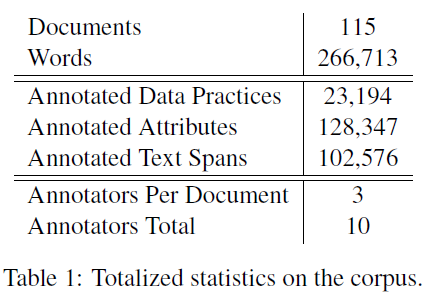 Documents 115
Words 266,713
Annotated Data Practices 23,194
Annotated Attributes 128,347
Annotated Text Spans 102,576
Annotators Per Document 3
Annotators Total 10
Table 1: Totalized statistics on the corpus.